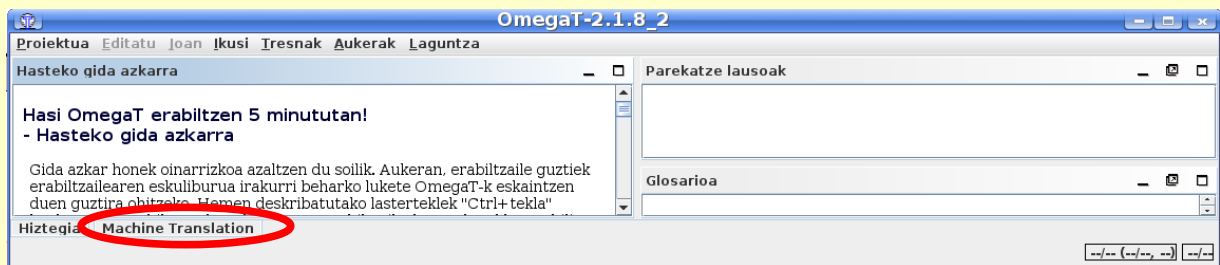 OmegaT-2.1.8_2
Proiektua Editatu Joan Ikusi Tresnak Aukerak Laguntza
Hasteko gida azkarra
Hasi OmegaT erabiltzen 5 minututan!
- Hasteko gida azkarra
Gida azkar honek oinarrizkoa azaltzen du soilik. Aukeran, erabiltzaile guztiek
erabiltzailearen eskuliburua irakurri beharko lukete OmegaT-k eskaintzen
duen guztira ohitzeko. Hemen deskribatutako lasterteklek "Ctrl+tekla"
Parekatze lausoak
Glosarioa
Hiztegia Machine Translation
--/-- (--/--, --) --/--